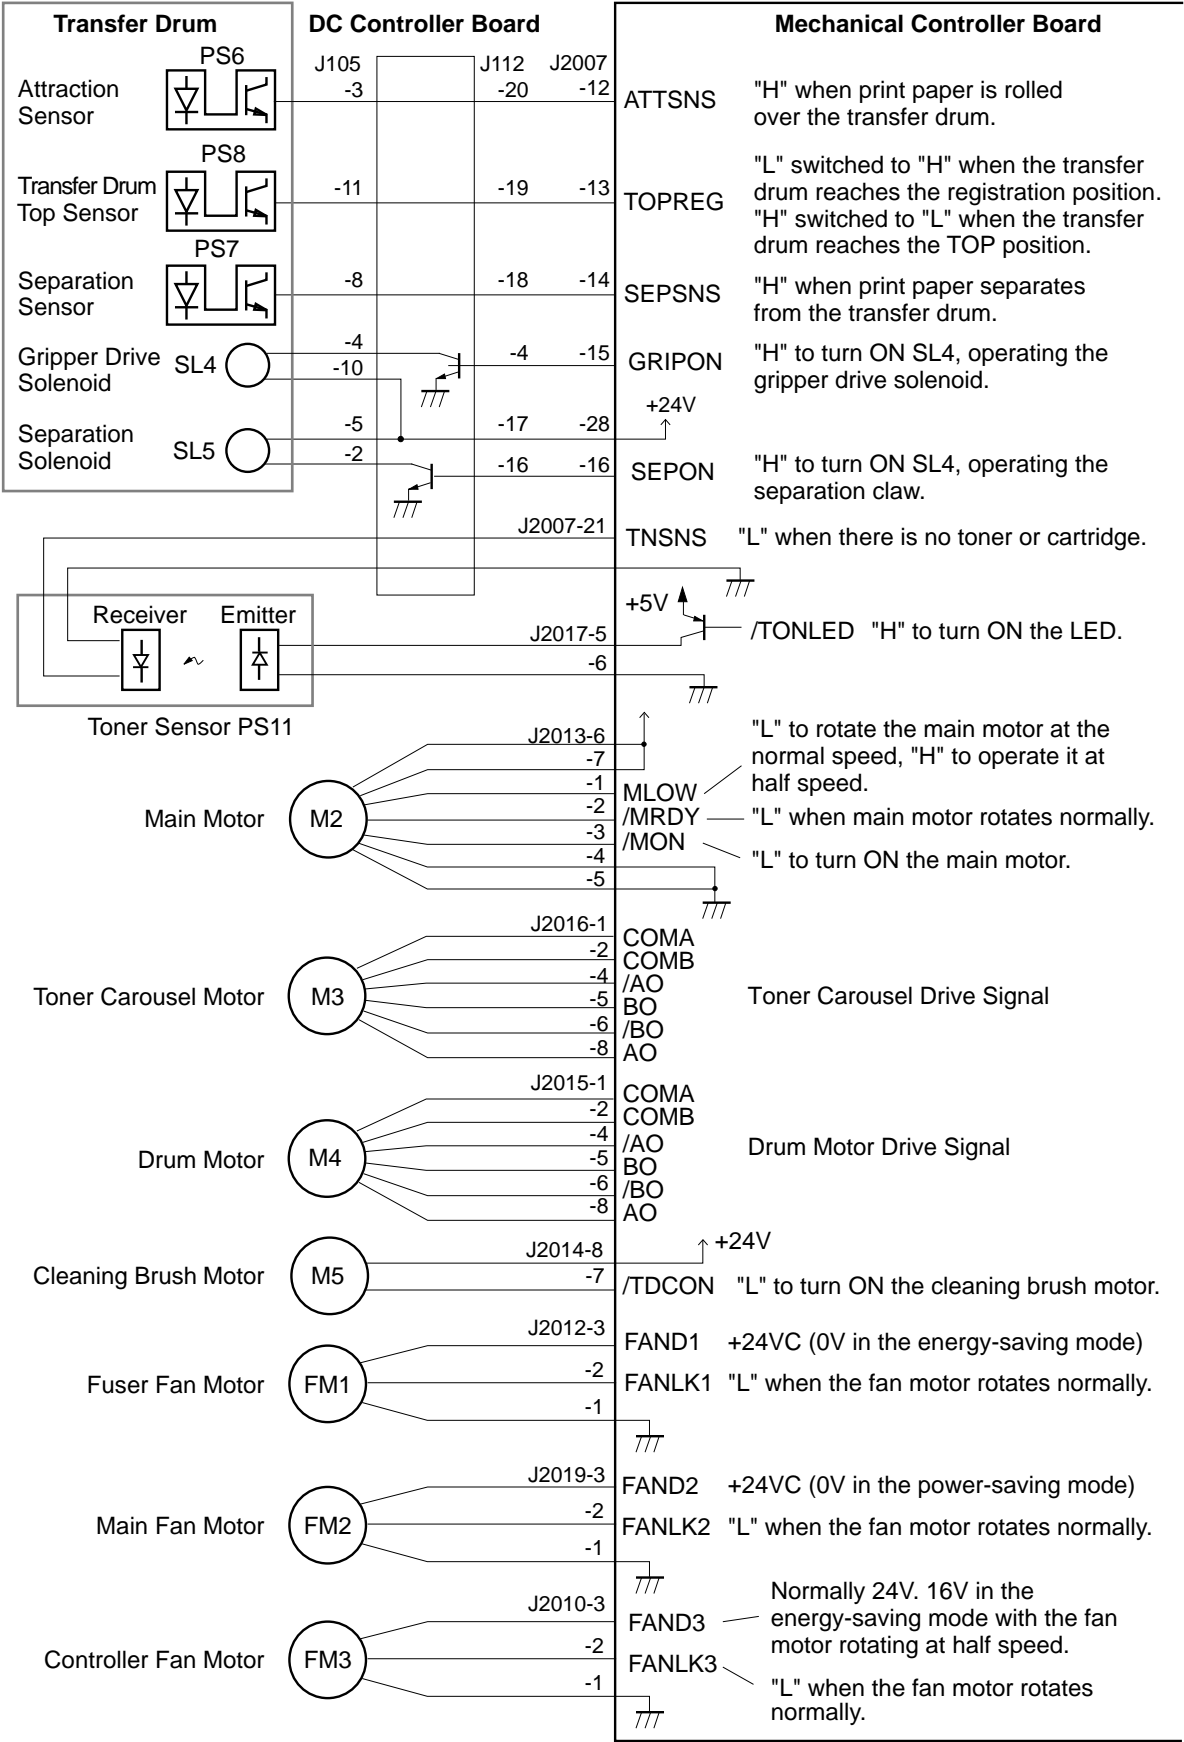 Transfer Drum
DC Controller Board
Mechanical Controller Board
PS6
J105
J112
J2007
Attraction
Sensor
-3
-20
-12
ATTSNS
"H" when print paper is rolled
over the transfer drum.
PS8
Transfer Drum
Top Sensor
-11
-19
-13
TOPREG
"L" switched to "H" when the transfer
drum reaches the registration position.
"H" switched to "L" when the transfer
drum reaches the TOP position.
PS7
Separation
Sensor
-8
-18
-14
SEPSNS
"H" when print paper separates
from the transfer drum.
Gripper Drive
Solenoid
SL4
-4
-10
-4
-15
GRIPON
"H" to turn ON SL4, operating the
gripper drive solenoid.
+24V
Separation
Solenoid
SL5
-5
-2
-17
-28
-16
-16
SEPON
"H" to turn ON SL4, operating the
separation claw.
J2007-21
TNSNS
"L" when there is no toner or cartridge.
Receiver
Emitter
+5V
J2017-5
-6
/TONLED
"H" to turn ON the LED.
Toner Sensor PS11
Main Motor
M2
J2013-6
-7
-1
-2
-3
-4
-5
MLOW
/MRDY
/MON
"L" to rotate the main motor at the
normal speed, "H" to operate it at
half speed.
"L" when main motor rotates normally.
"L" to turn ON the main motor.
Toner Carousel Motor
M3
J2016-1
-2
-4
-5
-6
-8
COMA
COMB
/AO
BO
/BO
AO
Toner Carousel Drive Signal
Drum Motor
M4
J2015-1
-2
-4
-5
-6
-8
COMA
COMB
/AO
BO
/BO
AO
Drum Motor Drive Signal
Cleaning Brush Motor
M5
J2014-8
-7
+24V
/TDCON
"L" to turn ON the cleaning brush motor.
Fuser Fan Motor
FM1
J2012-3
-2
-1
FAND1
+24VC (0V in the energy-saving mode)
FANLK1
"L" when the fan motor rotates normally.
Main Fan Motor
FM2
J2019-3
-2
-1
FAND2
+24VC (0V in the power-saving mode)
FANLK2
"L" when the fan motor rotates normally.
Controller Fan Motor
FM3
J2010-3
-2
-1
FAND3
Normally 24V. 16V in the
energy-saving mode with the fan
motor rotating at half speed.
FANLK3
"L" when the fan motor rotates
normally.